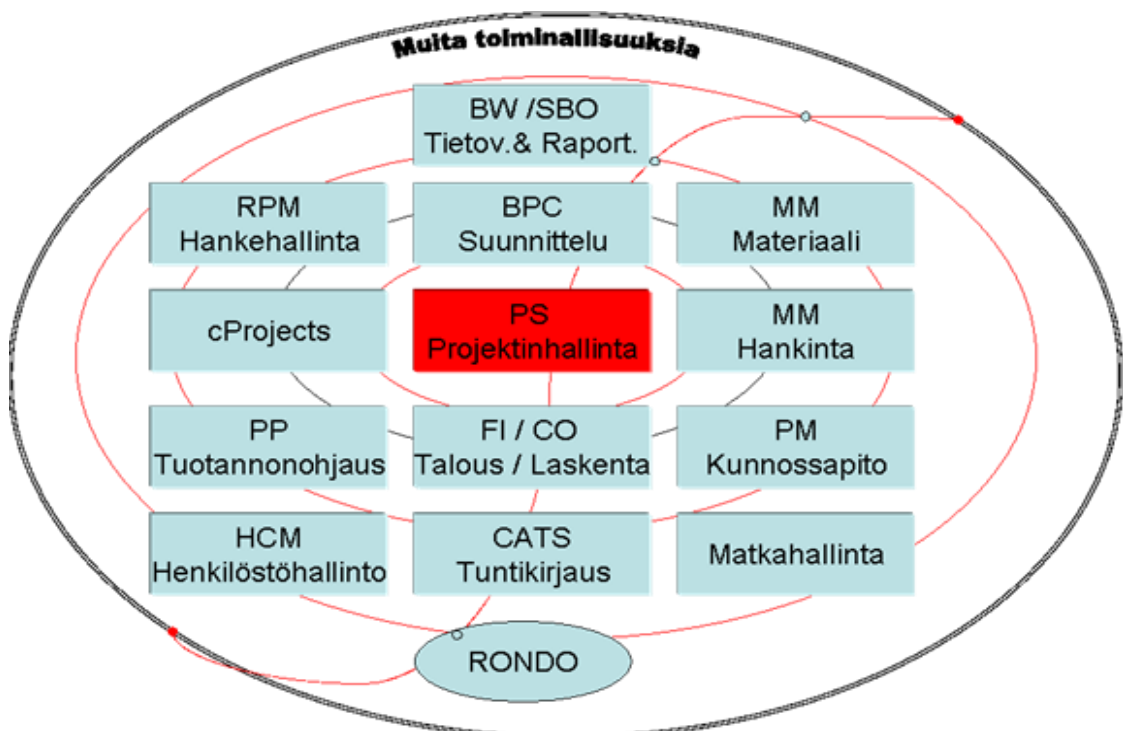 Muita toiminallisuuksia
BW /SBO
Tietov.& Raport.
RPM
Hankehallinta
BPC
Suunnittelu
MM
Materiaali
cProjects
PS
Projektinhallinta
MM
Hankinta
PP
Tuotannonohjaus
FI / CO
Talous / Laskenta
PM
Kunnossapito
HCM
Henkilöstöhallinto
CATS
Tuntikirjaus
Matkahallinta
RONDO